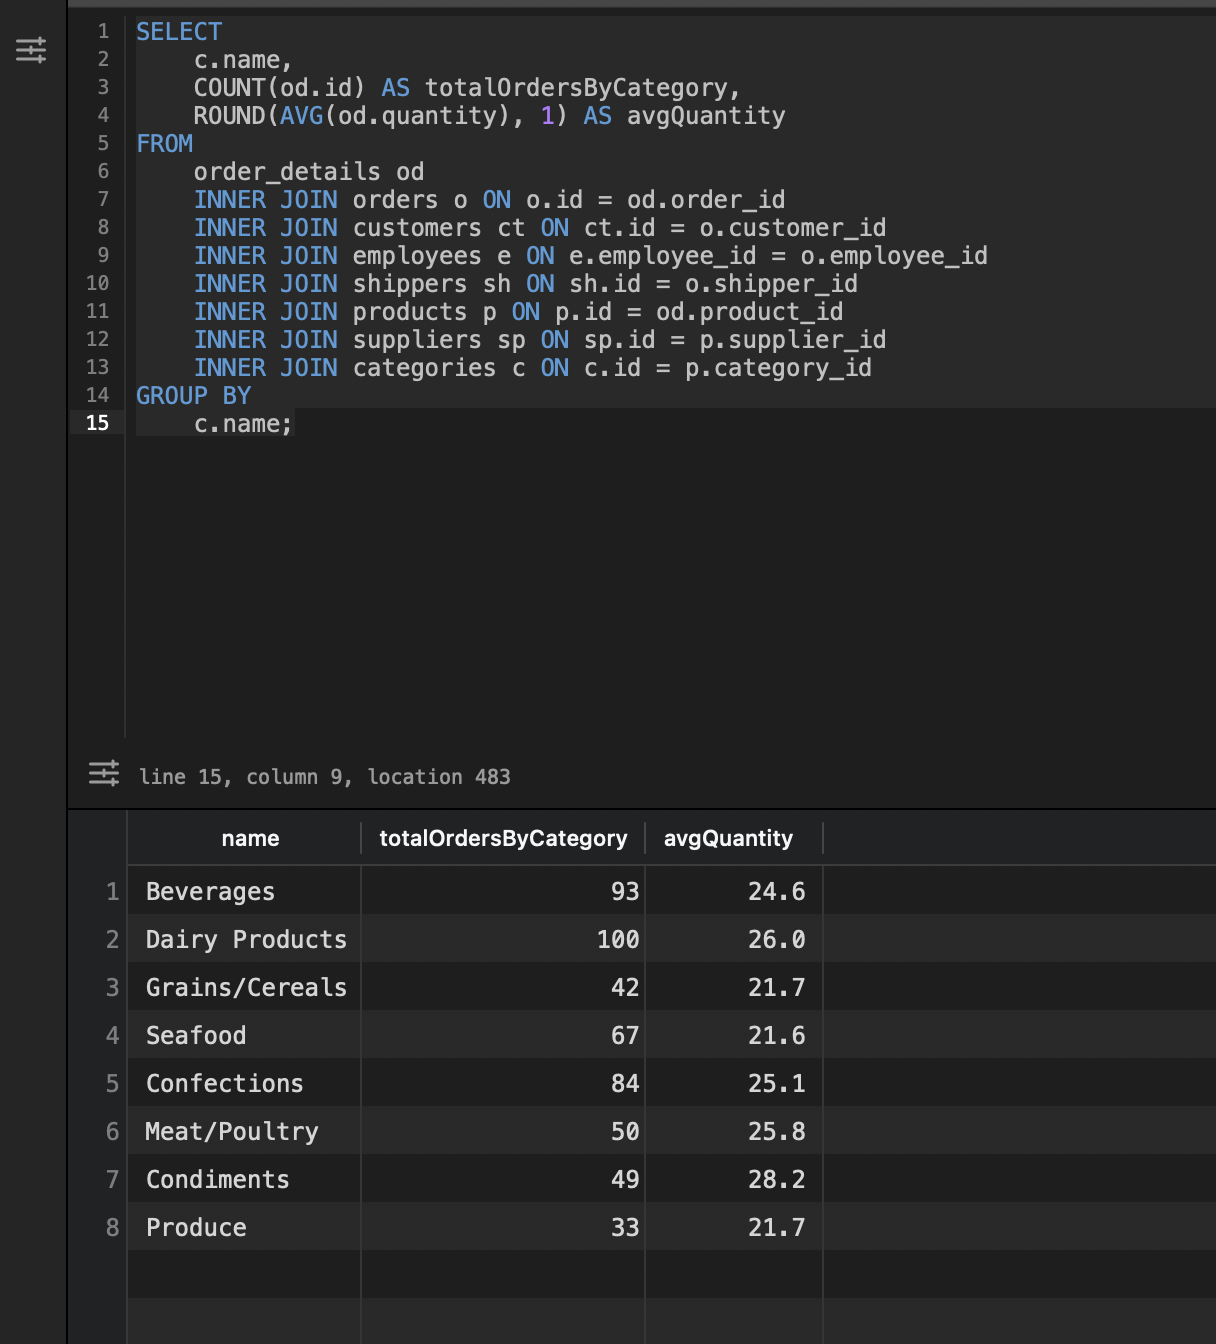 1 SELECT
2 c.name,
3 COUNT(od.id) AS totalOrdersByCategory,
4 ROUND(AVG(od.quantity), 1) AS avgQuantity
5 FROM
6 order_details od
7 INNER JOIN orders o ON o.id = od.order_id
8 INNER JOIN customers ct ON ct.id = o.customer_id
9 INNER JOIN employees e ON e.employee_id = o.employee_id
10 INNER JOIN shippers sh ON sh.id = o.shipper_id
11 INNER JOIN products p ON p.id = od.product_id
12 INNER JOIN suppliers sp ON sp.id = p.supplier_id
13 INNER JOIN categories c ON c.id = p.category_id
14 GROUP BY
15 c.name;
line 15, column 9, location 483
name totalOrdersByCategory avgQuantity
1 Beverages 93 24.6
2 Dairy Products 100 26.0
3 Grains/Cereals 42 21.7
4 Seafood 67 21.6
5 Confections 84 25.1
6 Meat/Poultry 50 25.8
7 Condiments 49 28.2
8 Produce 33 21.7